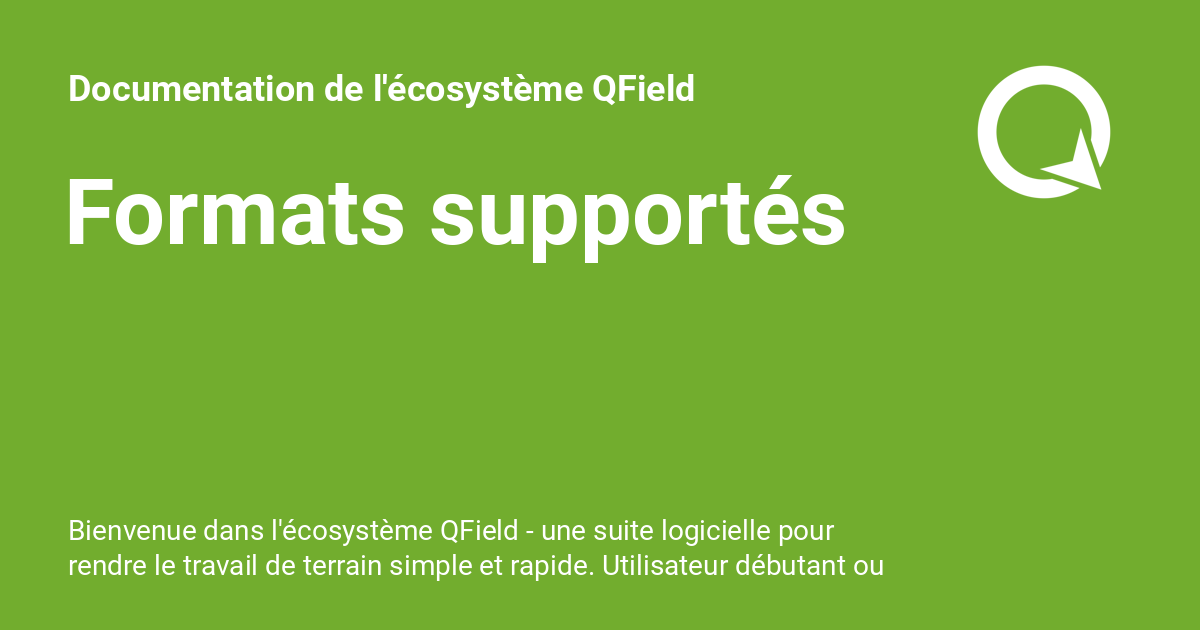 Documentation de l'écosystème QField
Formats supportés
Bienvenue dans l'écosystème QField - une suite logicielle pour
rendre le travail de terrain simple et rapide. Utilisateur débutant ou